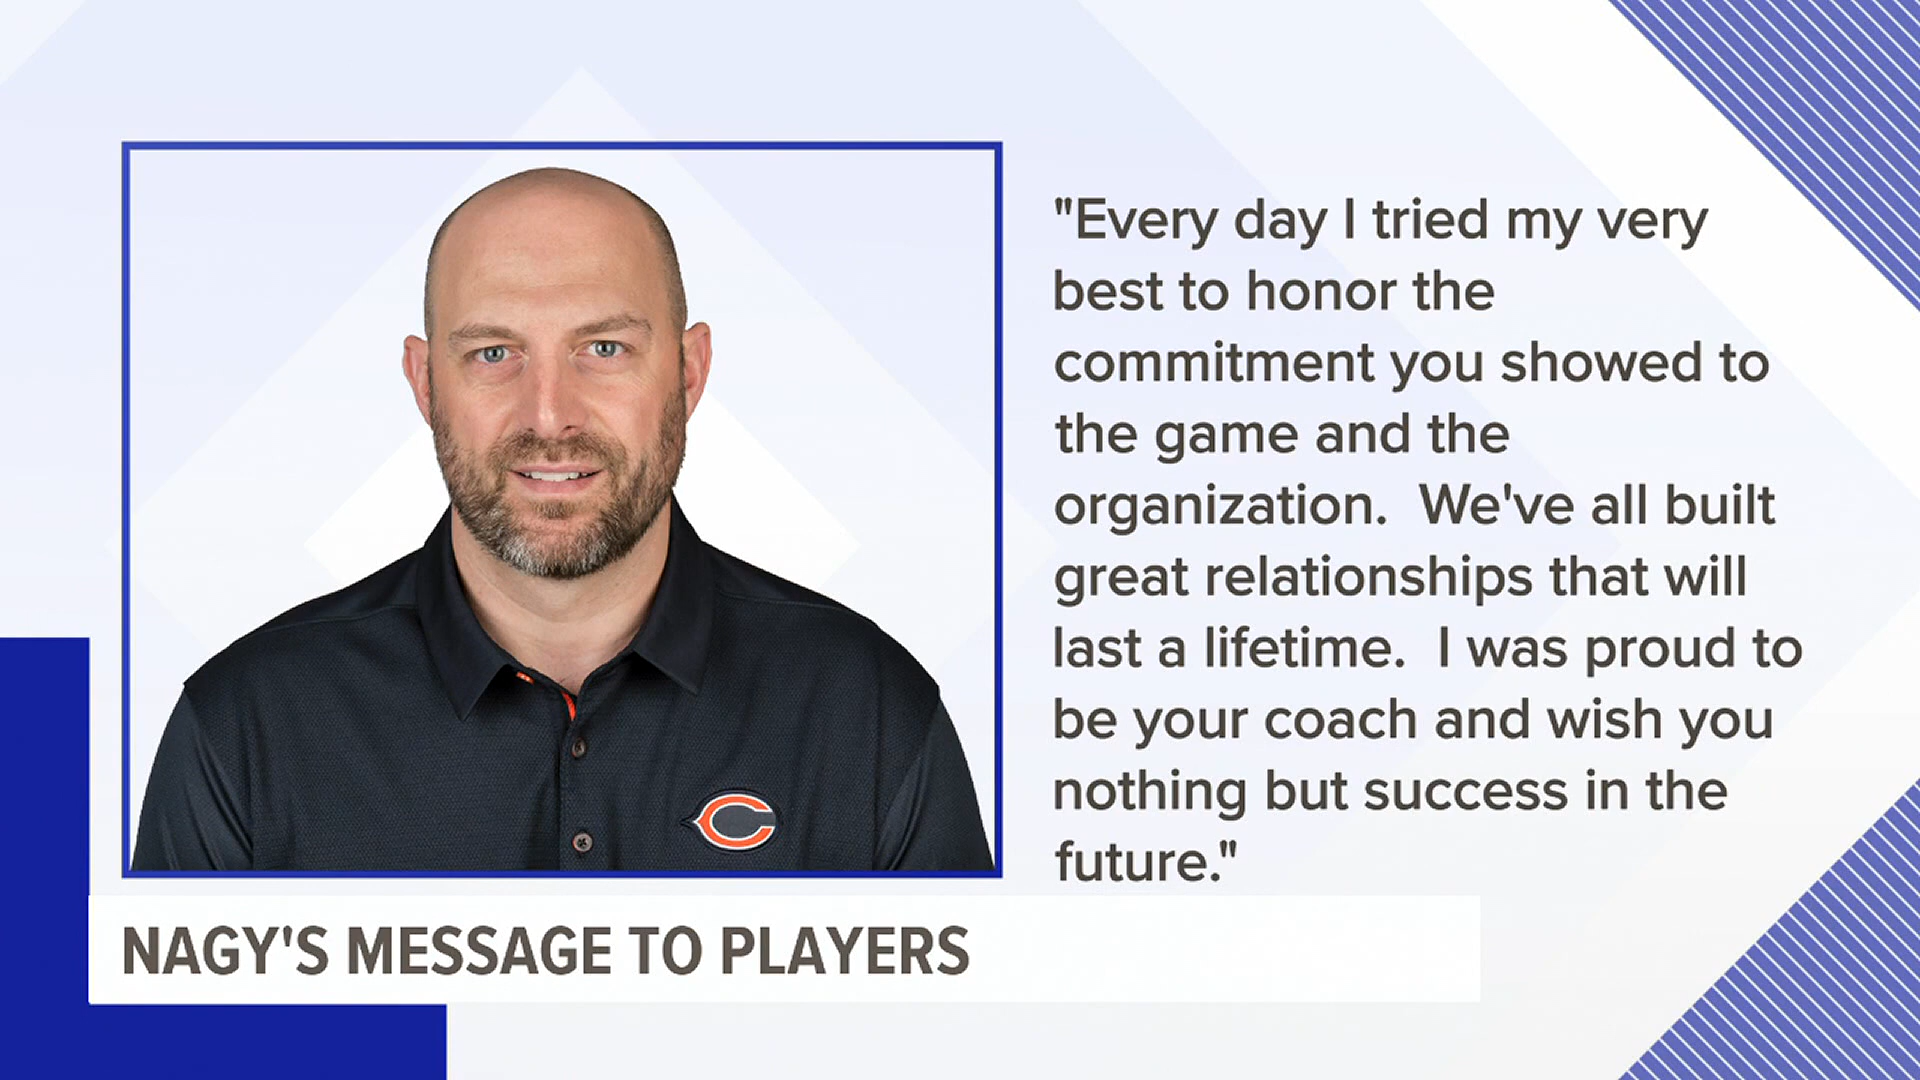 "Every day I tried my very
best to honor the
commitment you showed to
the game and the
organization.  We've all built
great relationships that will
last a lifetime.  I was proud to
be your coach and wish you
nothing but success in the
future."
NAGY'S MESSAGE TO PLAYERS